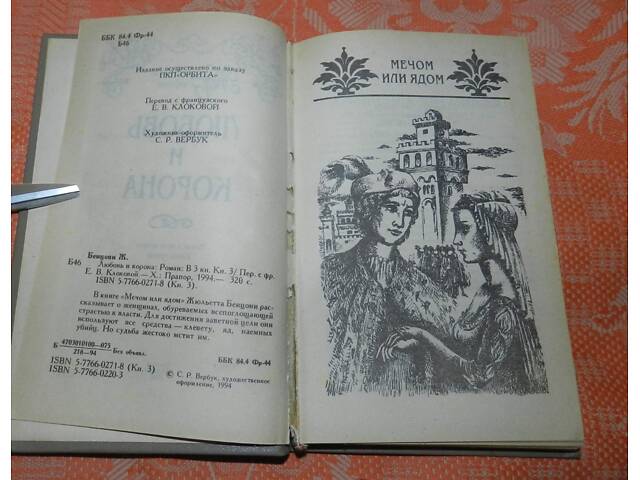 ББК 84.4 Фр-44
Б46
Издание осуществлено по заказу
ПКП«ОРБИТА»
Перевод с французского
Е. В. КЛОКОВОЙ
Художник-оформитель
С. Р. ВЕРБУК
ЛЮБОВЬ
И
КОРОНА
Бенцони Ж.
Б46 Любовь и корона: Роман: В 3 кн. Кн. 3/ Пер. с фр.
Е. В. Клоковой.— Х.: Прапор, 1994.— 320 с.
ISBN 5-7766-0271-8 (Кн. 3).
В книге «Мечом или ядом» Жюльетта Бенцони рас-
сказывает о женщинах, обуреваемых всепоглощающей
страстью к власти. Для достижения заветной цели они
используют все средства — клевету, яд, наемных
убийц. Но судьба жестоко мстит им.
Б 4703010100—075
218—94 Без объявл.
ББК 84.4 Фр-44
ISBN 5-7766-0271-8 (Кн. 3)
ISBN 5-7766-0220-3
© С. Р. Вербук, художественное
оформление, 1994
МЕЧОМ
ИЛИ ЯДОМ